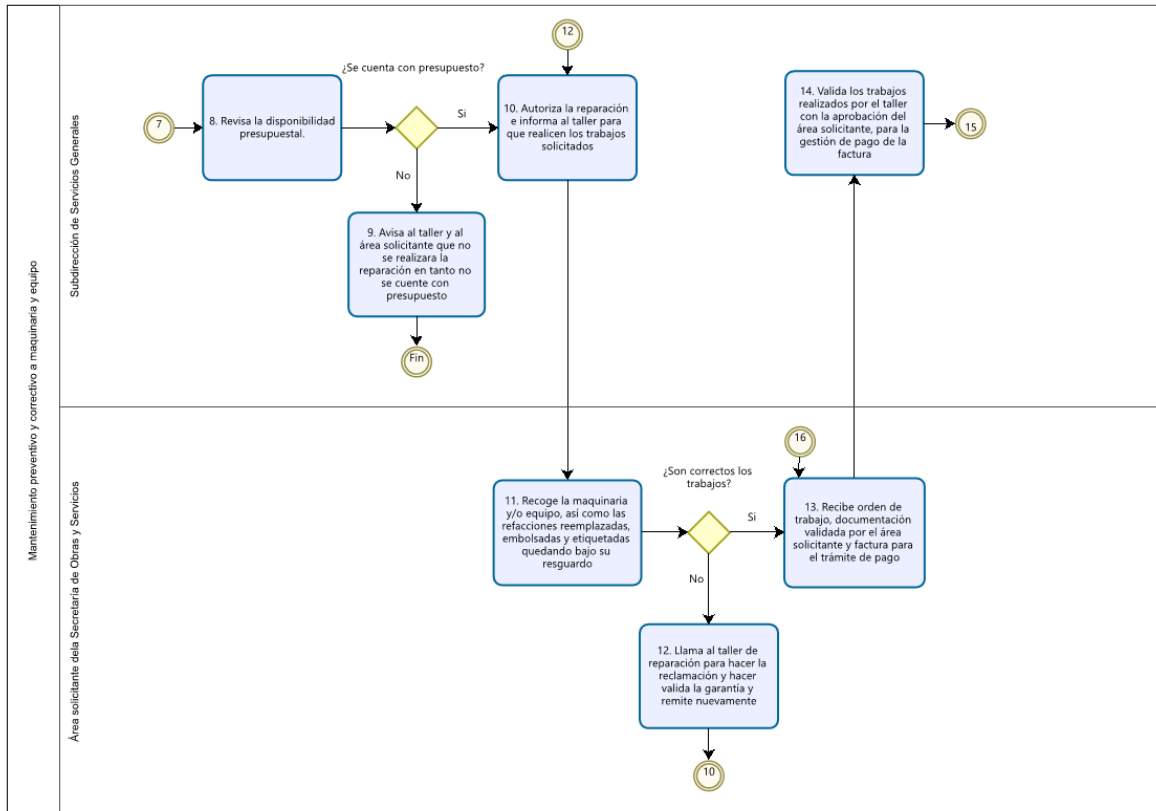 Mantenimiento preventivo y correctivo a maquinaria y equipo
Subdirección de Servicios Generales
7
8. Revisa la disponibilidad
presupuestal.
¿Se cuenta con presupuesto?
Si
No
9. Avisa al taller y al
área solicitante que no
se realizara la
reparación en tanto no
se cuente con
presupuesto
Fin
12
10. Autoriza la reparación
e informa al taller para
que realicen los trabajos
solicitados
14. Valida los trabajos
realizados por el taller
con la aprobación del
área solicitante, para la
gestión de pago de la
factura
15
Área solicitante dela Secretaría de Obras y Servicios
11. Recoge la maquinaria
y/o equipo, así como las
refacciones reemplazadas,
embolsadas y etiquetadas
quedando bajo su
resguardo
¿Son correctos los
trabajos?
Si
No
16
13. Recibe orden de
trabajo, documentación
validada por el área
solicitante y factura para
el trámite de pago
12. Llama al taller de
reparación para hacer la
reclamación y hacer
valida la garantía y
remite nuevamente
10